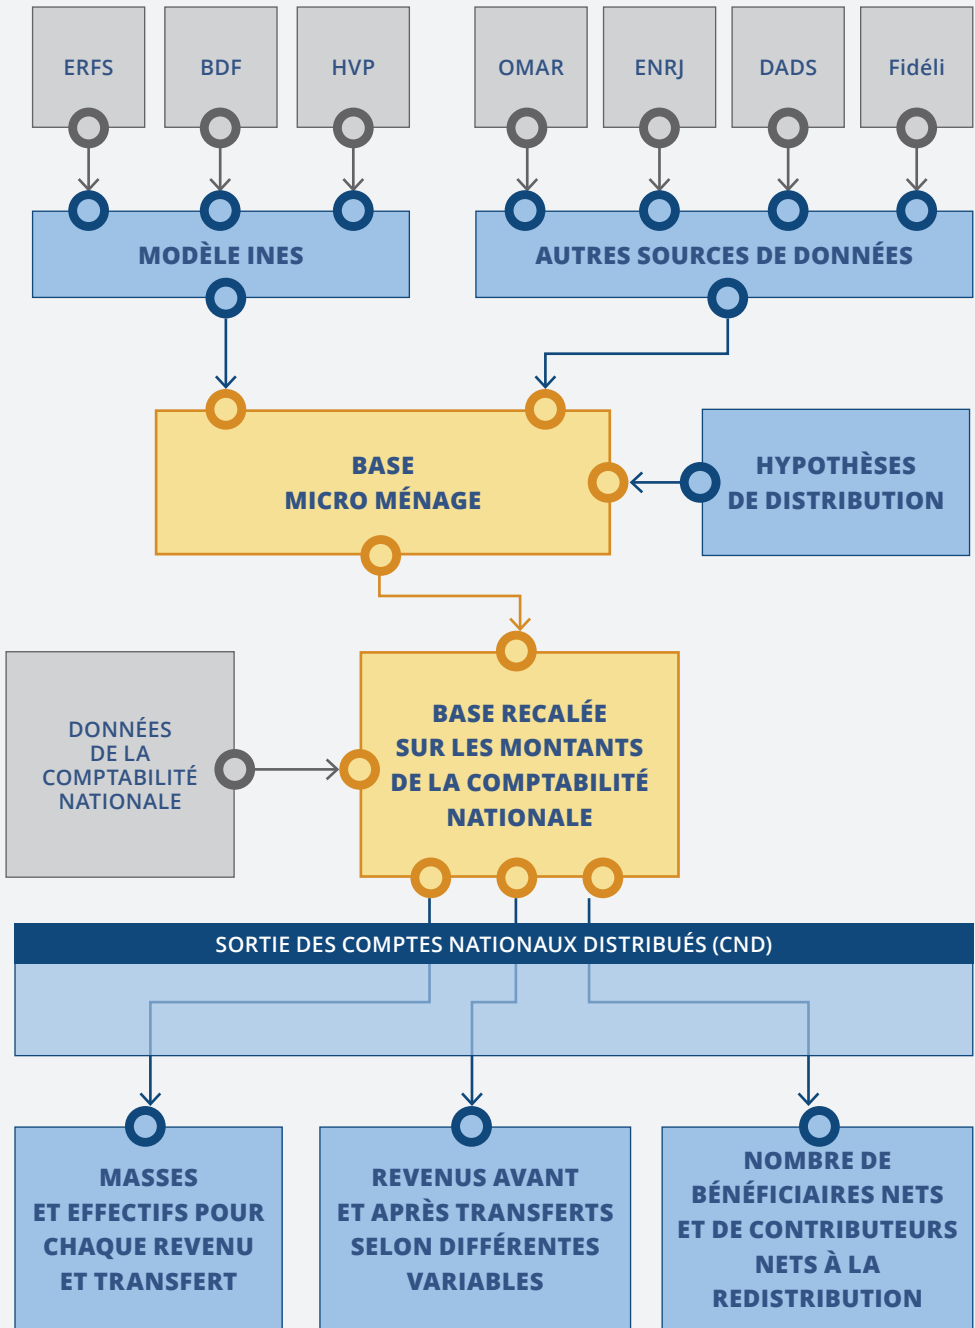 ERFS
BDF
HVP
OMAR
ENRJ
DADS
Fidéli
MODÈLE INES
AUTRES SOURCES DE DONNÉES
BASE
MICRO MÉNAGE
HYPOTHÈSES
DE DISTRIBUTION
DONNÉES
DE LA
COMPTABILITÉ
NATIONALE
BASE RECALÉE
SUR LES MONTANTS
DE LA COMPTABILITÉ
NATIONALE
SORTIE DES COMPTES NATIONAUX DISTRIBUÉS (CND)
MASSES
ET EFFECTIFS POUR
CHAQUE REVENU
ET TRANSFERT
REVENUS AVANT
ET APRÈS TRANSFERTS
SELON DIFFÉRENTES
VARIABLES
NOMBRE DE
BÉNÉFICIAIRES NETS
ET DE CONTRIBUTEURS
NETS À LA
REDISTRIBUTION